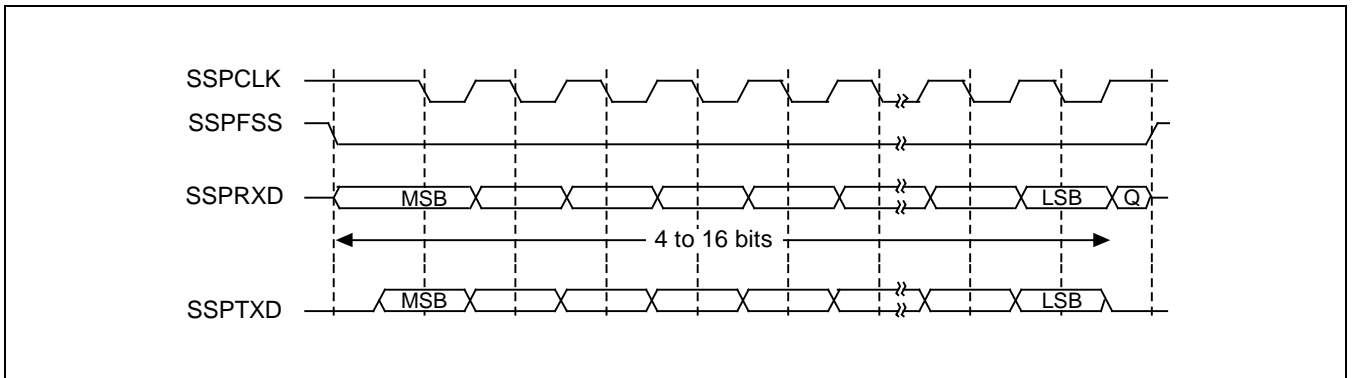 SSPCLK
SSPFSS
SSPRXD MSB LSB Q
4 to 16 bits
SSPTXD MSB LSB